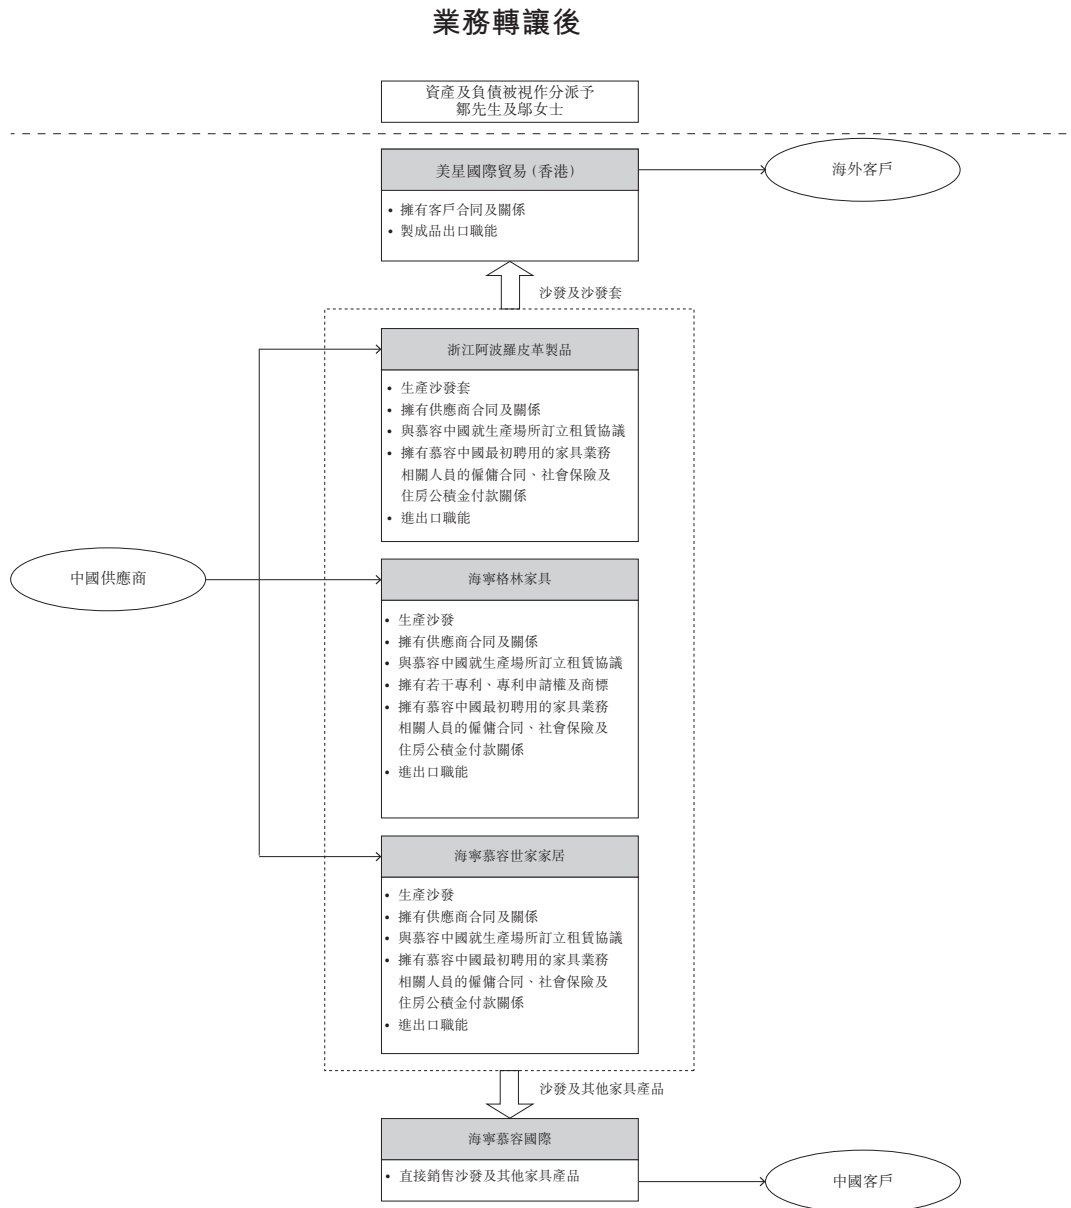 業務轉讓後
資產及負債被視作分派予
鄒先生及鄔女士
美星國際貿易(香港)
海外客戶
• 擁有客戶合同及關係
• 製成品出口職能
沙發及沙發套
浙江阿波羅皮革製品
• 生產沙發套
• 擁有供應商合同及關係
• 與慕容中國就生產場所訂立租賃協議
• 擁有慕容中國最初聘用的家具業務
相關人員的僱傭合同、社會保險及
住房公積金付款關係
• 進出口職能
中國供應商
海寧格林家具
• 生產沙發
• 擁有供應商合同及關係
• 與慕容中國就生產場所訂立租賃協議
• 擁有若干專利、專利申請權及商標
• 擁有慕容中國最初聘用的家具業務
相關人員的僱傭合同、社會保險及
住房公積金付款關係
• 進出口職能
海寧慕容世家家居
• 生產沙發
• 擁有供應商合同及關係
• 與慕容中國就生產場所訂立租賃協議
• 擁有慕容中國最初聘用的家具業務
相關人員的僱傭合同、社會保險及
住房公積金付款關係
• 進出口職能
沙發及其他家具產品
海寧慕容國際
• 直接銷售沙發及其他家具產品
中國客戶